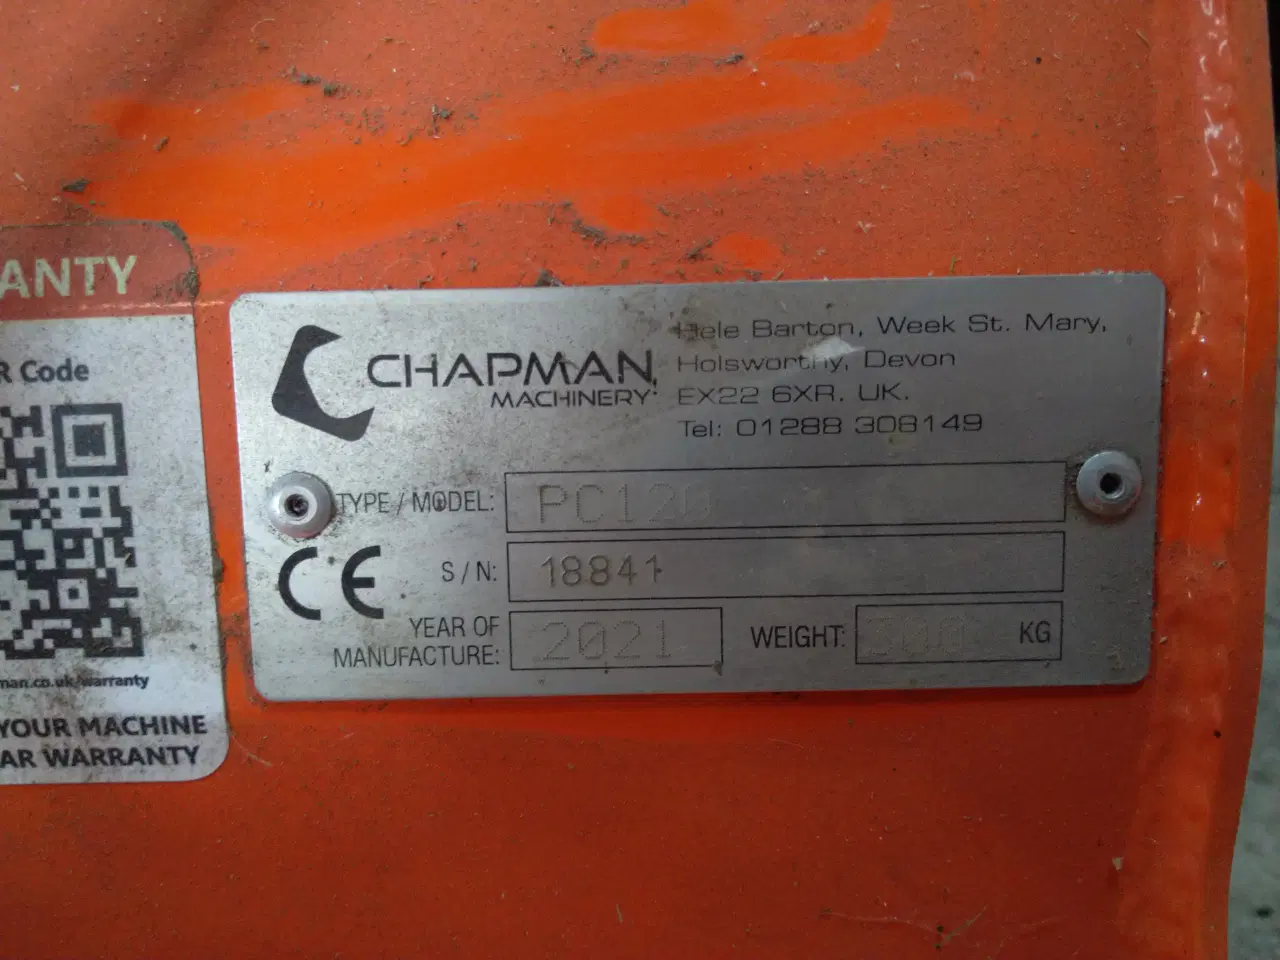 ANTY
R Code
man.co.uk/warranty
YOUR MACHINE
AR WARRANTY
CHAPMAN
MACHINERY
Hele Barton, Week St. Mary,
Holsworthy, Devon
EX22 6XR. UK.
Tel: 01288 308149
TYPE / MODEL: PC120
CE
S / N: 18841
YEAR OF
MANUFACTURE: 2021
WEIGHT: 300 KG